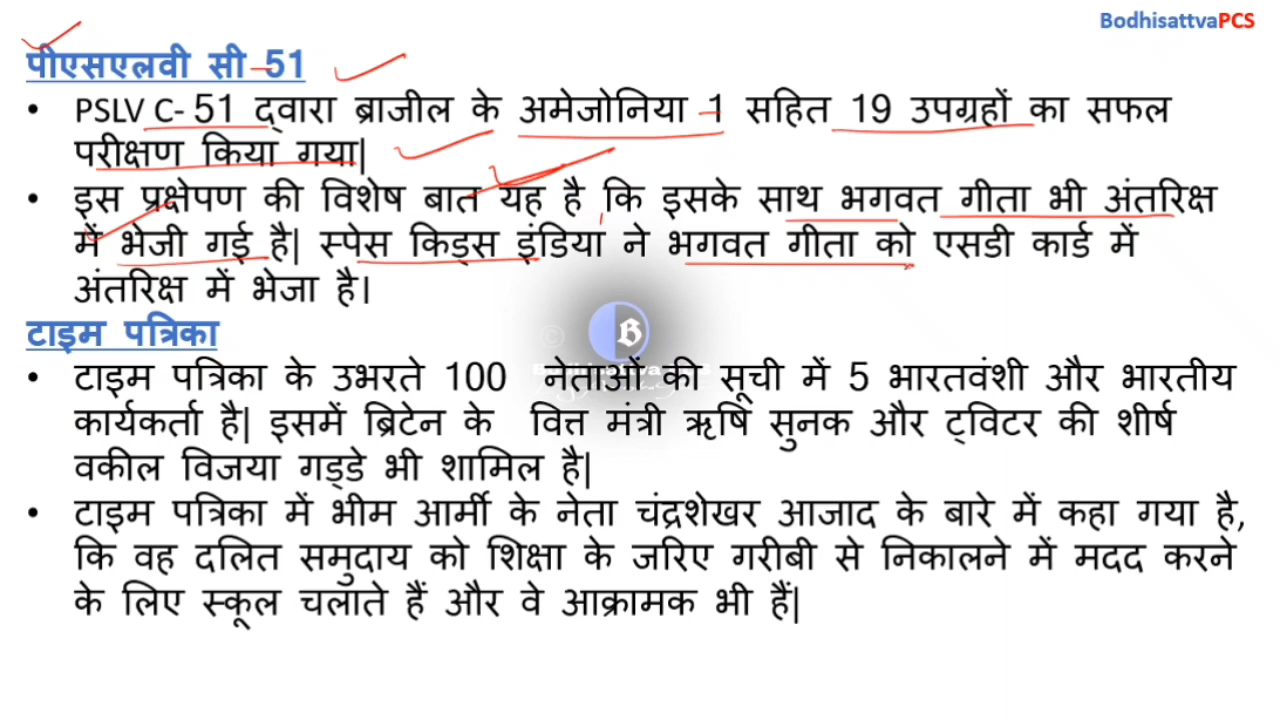 BodhisattvaPCS
पीएसएलवी सी -51
• PSLV C- 51 द्वारा ब्राजील के अमेजोनिया -1 सहित 19 उपग्रहों का सफल
परीक्षण किया गया|
• इस प्रक्षेपण की विशेष बात यह है कि इसके साथ भगवत गीता भी अंतरिक्ष
में भेजी गई है| स्पेस किड्स इंडिया ने भगवत गीता को एसडी कार्ड में
अंतरिक्ष में भेजा है।
टाइम पत्रिका
• टाइम पत्रिका के उभरते 100 नेताओं की सूची में 5 भारतवंशी और भारतीय
कार्यकर्ता है| इसमें ब्रिटेन के वित्त मंत्री ऋषि सुनक और ट्विटर की शीर्ष
वकील विजया गड्डे भी शामिल है|
• टाइम पत्रिका में भीम आर्मी के नेता चंद्रशेखर आजाद के बारे में कहा गया है,
कि वह दलित समुदाय को शिक्षा के जरिए गरीबी से निकालने में मदद करने
के लिए स्कूल चलाते हैं और वे आक्रामक भी हैं|